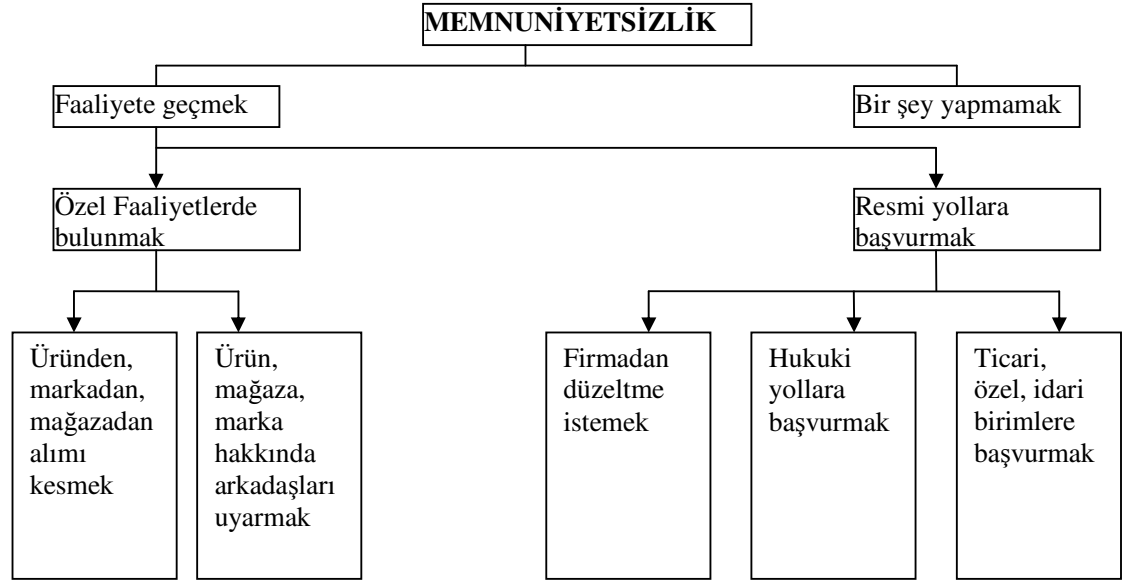 MEMNUNİYETSİZLİK
Faaliyete geçmek
Bir şey yapmamak
Özel Faaliyetlerde
bulunmak
Resmi yollara
başvurmak
Üründen,
markadan,
mağazadan
alımı
kesmek
Ürün,
mağaza,
marka
hakkında
arkadaşları
uyarmak
Firmadan
düzeltme
istemek
Hukuki
yollara
başvurmak
Ticari,
özel, idari
birimlere
başvurmak